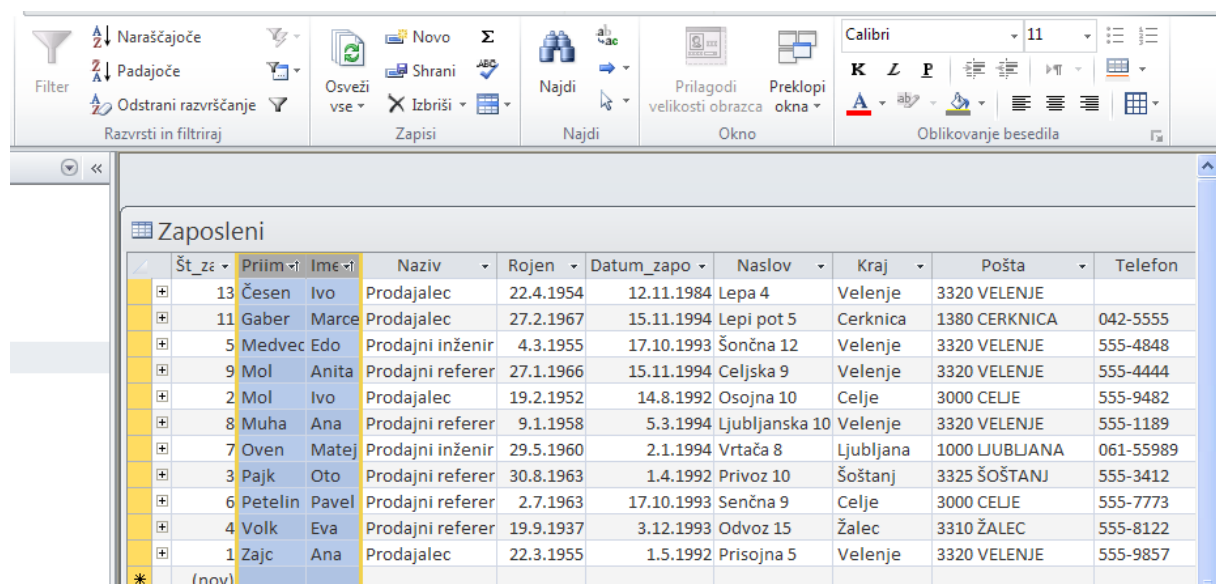 Filter
Naraščajoče
Padajoče
Odstrani razvrščanje
Razvrsti in filtriraj
Osveži vse
Novo
Shrani
Izbriši
Σ
ABC
Zapisi
Najdi
ab ac
Najdi
Prilagodi velikosti obrazca
Preklopi okna
Okno
Calibri 11
K L P
A ab
Oblikovanje besedila
Zaposleni
Št_za Priim Ime Naziv Rojen Datum_zapo Naslov Kraj Pošta Telefon
13 Česen Ivo Prodajalec 22.4.1954 12.11.1984 Lepa 4 Velenje 3320 VELENJE
11 Gaber Marce Prodajalec 27.2.1967 15.11.1994 Lepi pot 5 Cerknica 1380 CERKNICA 042-5555
5 Medved Edo Prodajni inženir 4.3.1955 17.10.1993 Šončna 12 Velenje 3320 VELENJE 555-4848
9 Mol Anita Prodajni referer 27.1.1966 15.11.1994 Celjska 9 Velenje 3320 VELENJE 555-4444
2 Mol Ivo Prodajalec 19.2.1952 14.8.1992 Osojna 10 Celje 3000 CELJE 555-9482
8 Muha Ana Prodajni referer 9.1.1958 5.3.1994 Ljubljanska 10 Velenje 3320 VELENJE 555-1189
7 Oven Matej Prodajni inženir 29.5.1960 2.1.1994 Vrtača 8 Ljubljana 1000 LJUBLJANA 061-55989
3 Pajk Oto Prodajni referer 30.8.1963 1.4.1992 Privoz 10 Šoštanj 3325 ŠOŠTANJ 555-3412
6 Petelin Pavel Prodajni referer 2.7.1963 17.10.1993 Senčna 9 Celje 3000 CELJE 555-7773
4 Volk Eva Prodajni referer 19.9.1937 3.12.1993 Odvoz 15 Žalec 3310 ŽALEC 555-8122
1 Zajc Ana Prodajalec 22.3.1955 1.5.1992 Prisojna 5 Velenje 3320 VELENJE 555-9857
(nov)